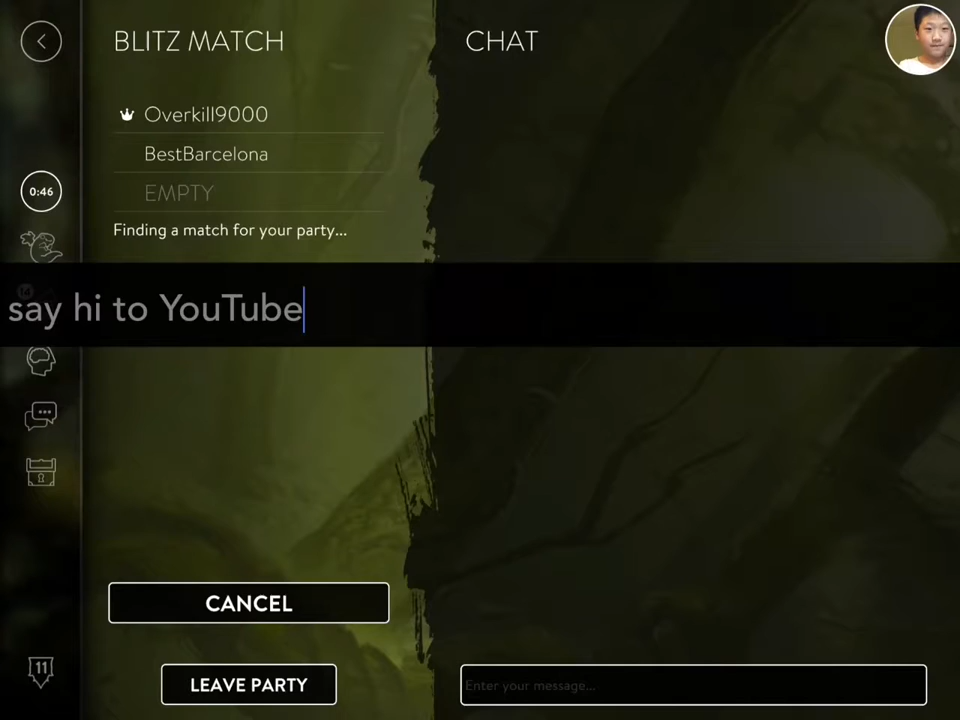 BLITZ MATCH
CHAT
Overkill9000
BestBarcelona
0:46
EMPTY
Finding a match for your party...
say hi to YouTube
CANCEL
11
LEAVE PARTY
Enter your message...